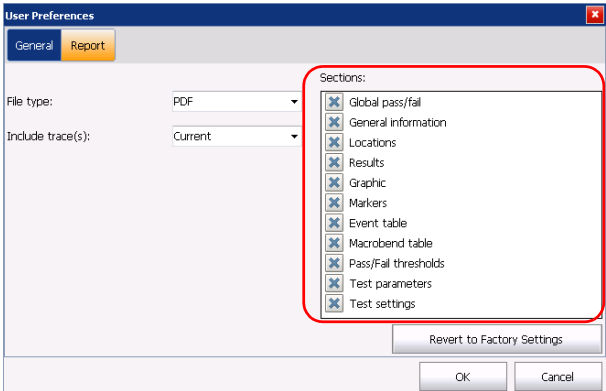 User Preferences
General Report
Sections:
File type: PDF
Include trace(s): Current
Global pass/fail
General information
Locations
Results
Graphic
Markers
Event table
Macrobend table
Pass/Fail thresholds
Test parameters
Test settings
Revert to Factory Settings
OK Cancel